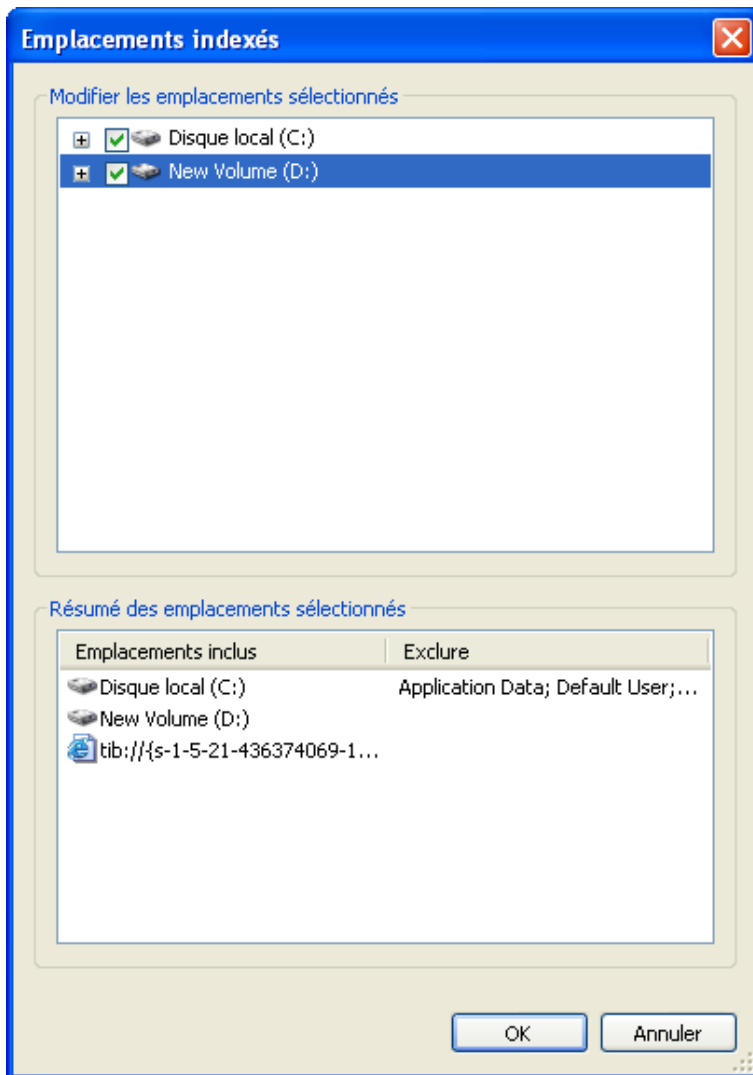 Emplacements indexés
Modifier les emplacements sélectionnés
Disque local (C:)
New Volume (D:)
Résumé des emplacements sélectionnés
Emplacements inclus Exclure
Disque local (C:) Application Data; Default User;...
New Volume (D:)
tib://{s-1-5-21-436374069-1...
OK Annuler